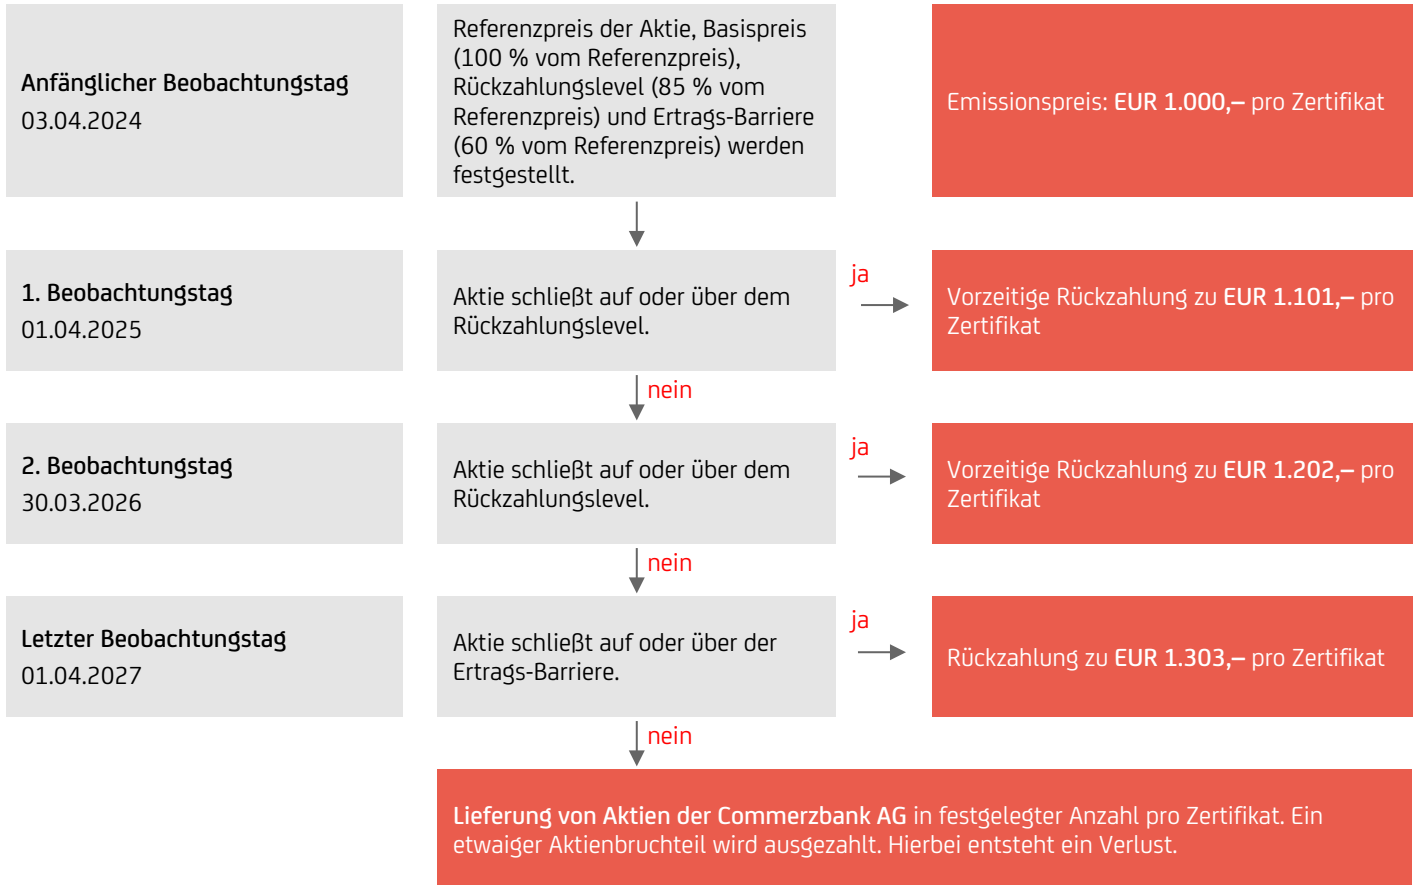 Anfänglicher Beobachtungstag
03.04.2024
Referenzpreis der Aktie, Basispreis
(100 % vom Referenzpreis),
Rückzahlungslevel (85 % vom
Referenzpreis) und Ertrags-Barriere
(60 % vom Referenzpreis) werden
festgestellt.
Emissionspreis: EUR 1.000,– pro Zertifikat
1. Beobachtungstag
01.04.2025
Aktie schließt auf oder über dem
Rückzahlungslevel.
ja
Vorzeitige Rückzahlung zu EUR 1.101,– pro
Zertifikat
nein
2. Beobachtungstag
30.03.2026
Aktie schließt auf oder über dem
Rückzahlungslevel.
ja
Vorzeitige Rückzahlung zu EUR 1.202,– pro
Zertifikat
nein
Letzter Beobachtungstag
01.04.2027
Aktie schließt auf oder über der
Ertrags-Barriere.
ja
Rückzahlung zu EUR 1.303,– pro Zertifikat
nein
Lieferung von Aktien der Commerzbank AG in festgelegter Anzahl pro Zertifikat. Ein
etwaiger Aktienbruchteil wird ausgezahlt. Hierbei entsteht ein Verlust.